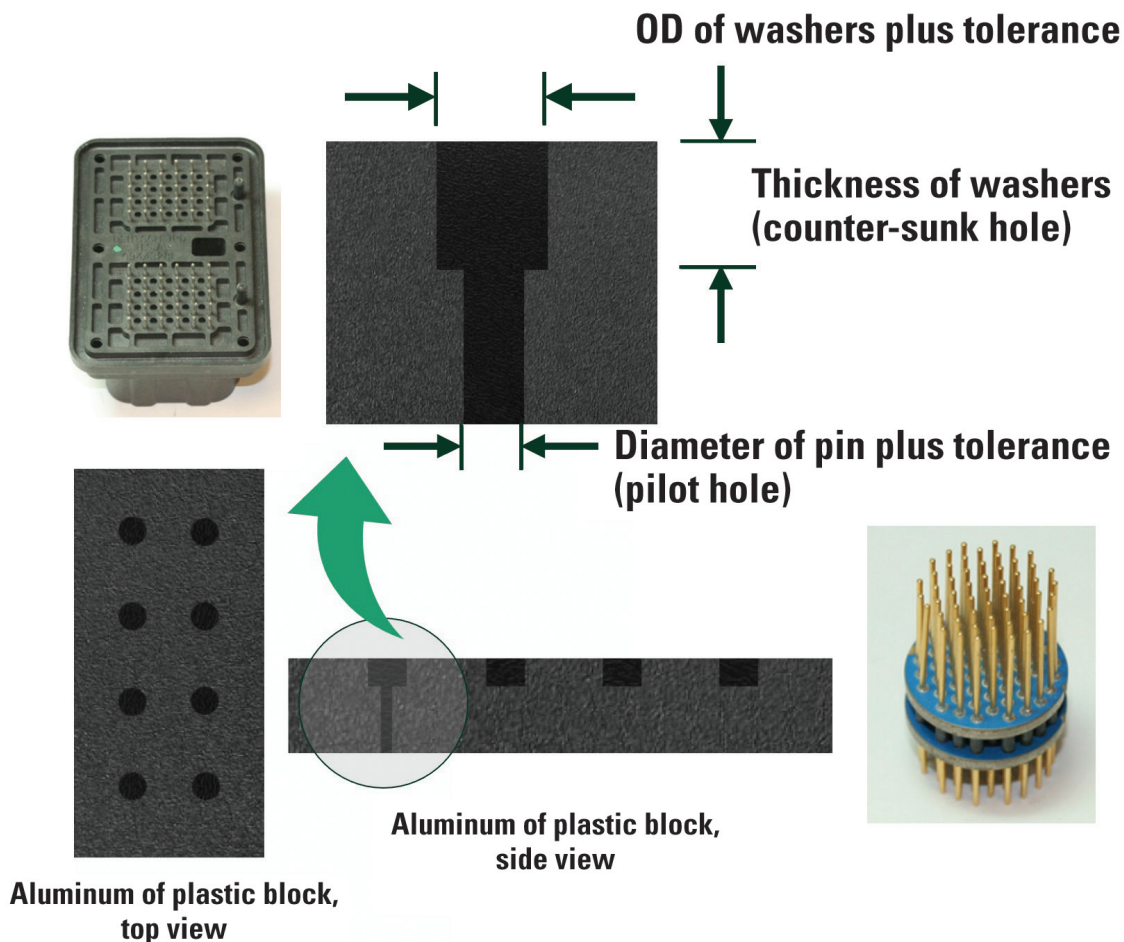 OD of washers plus tolerance
Thickness of washers
(counter-sunk hole)
Diameter of pin plus tolerance
(pilot hole)
Aluminum of plastic block,
side view
Aluminum of plastic block,
top view